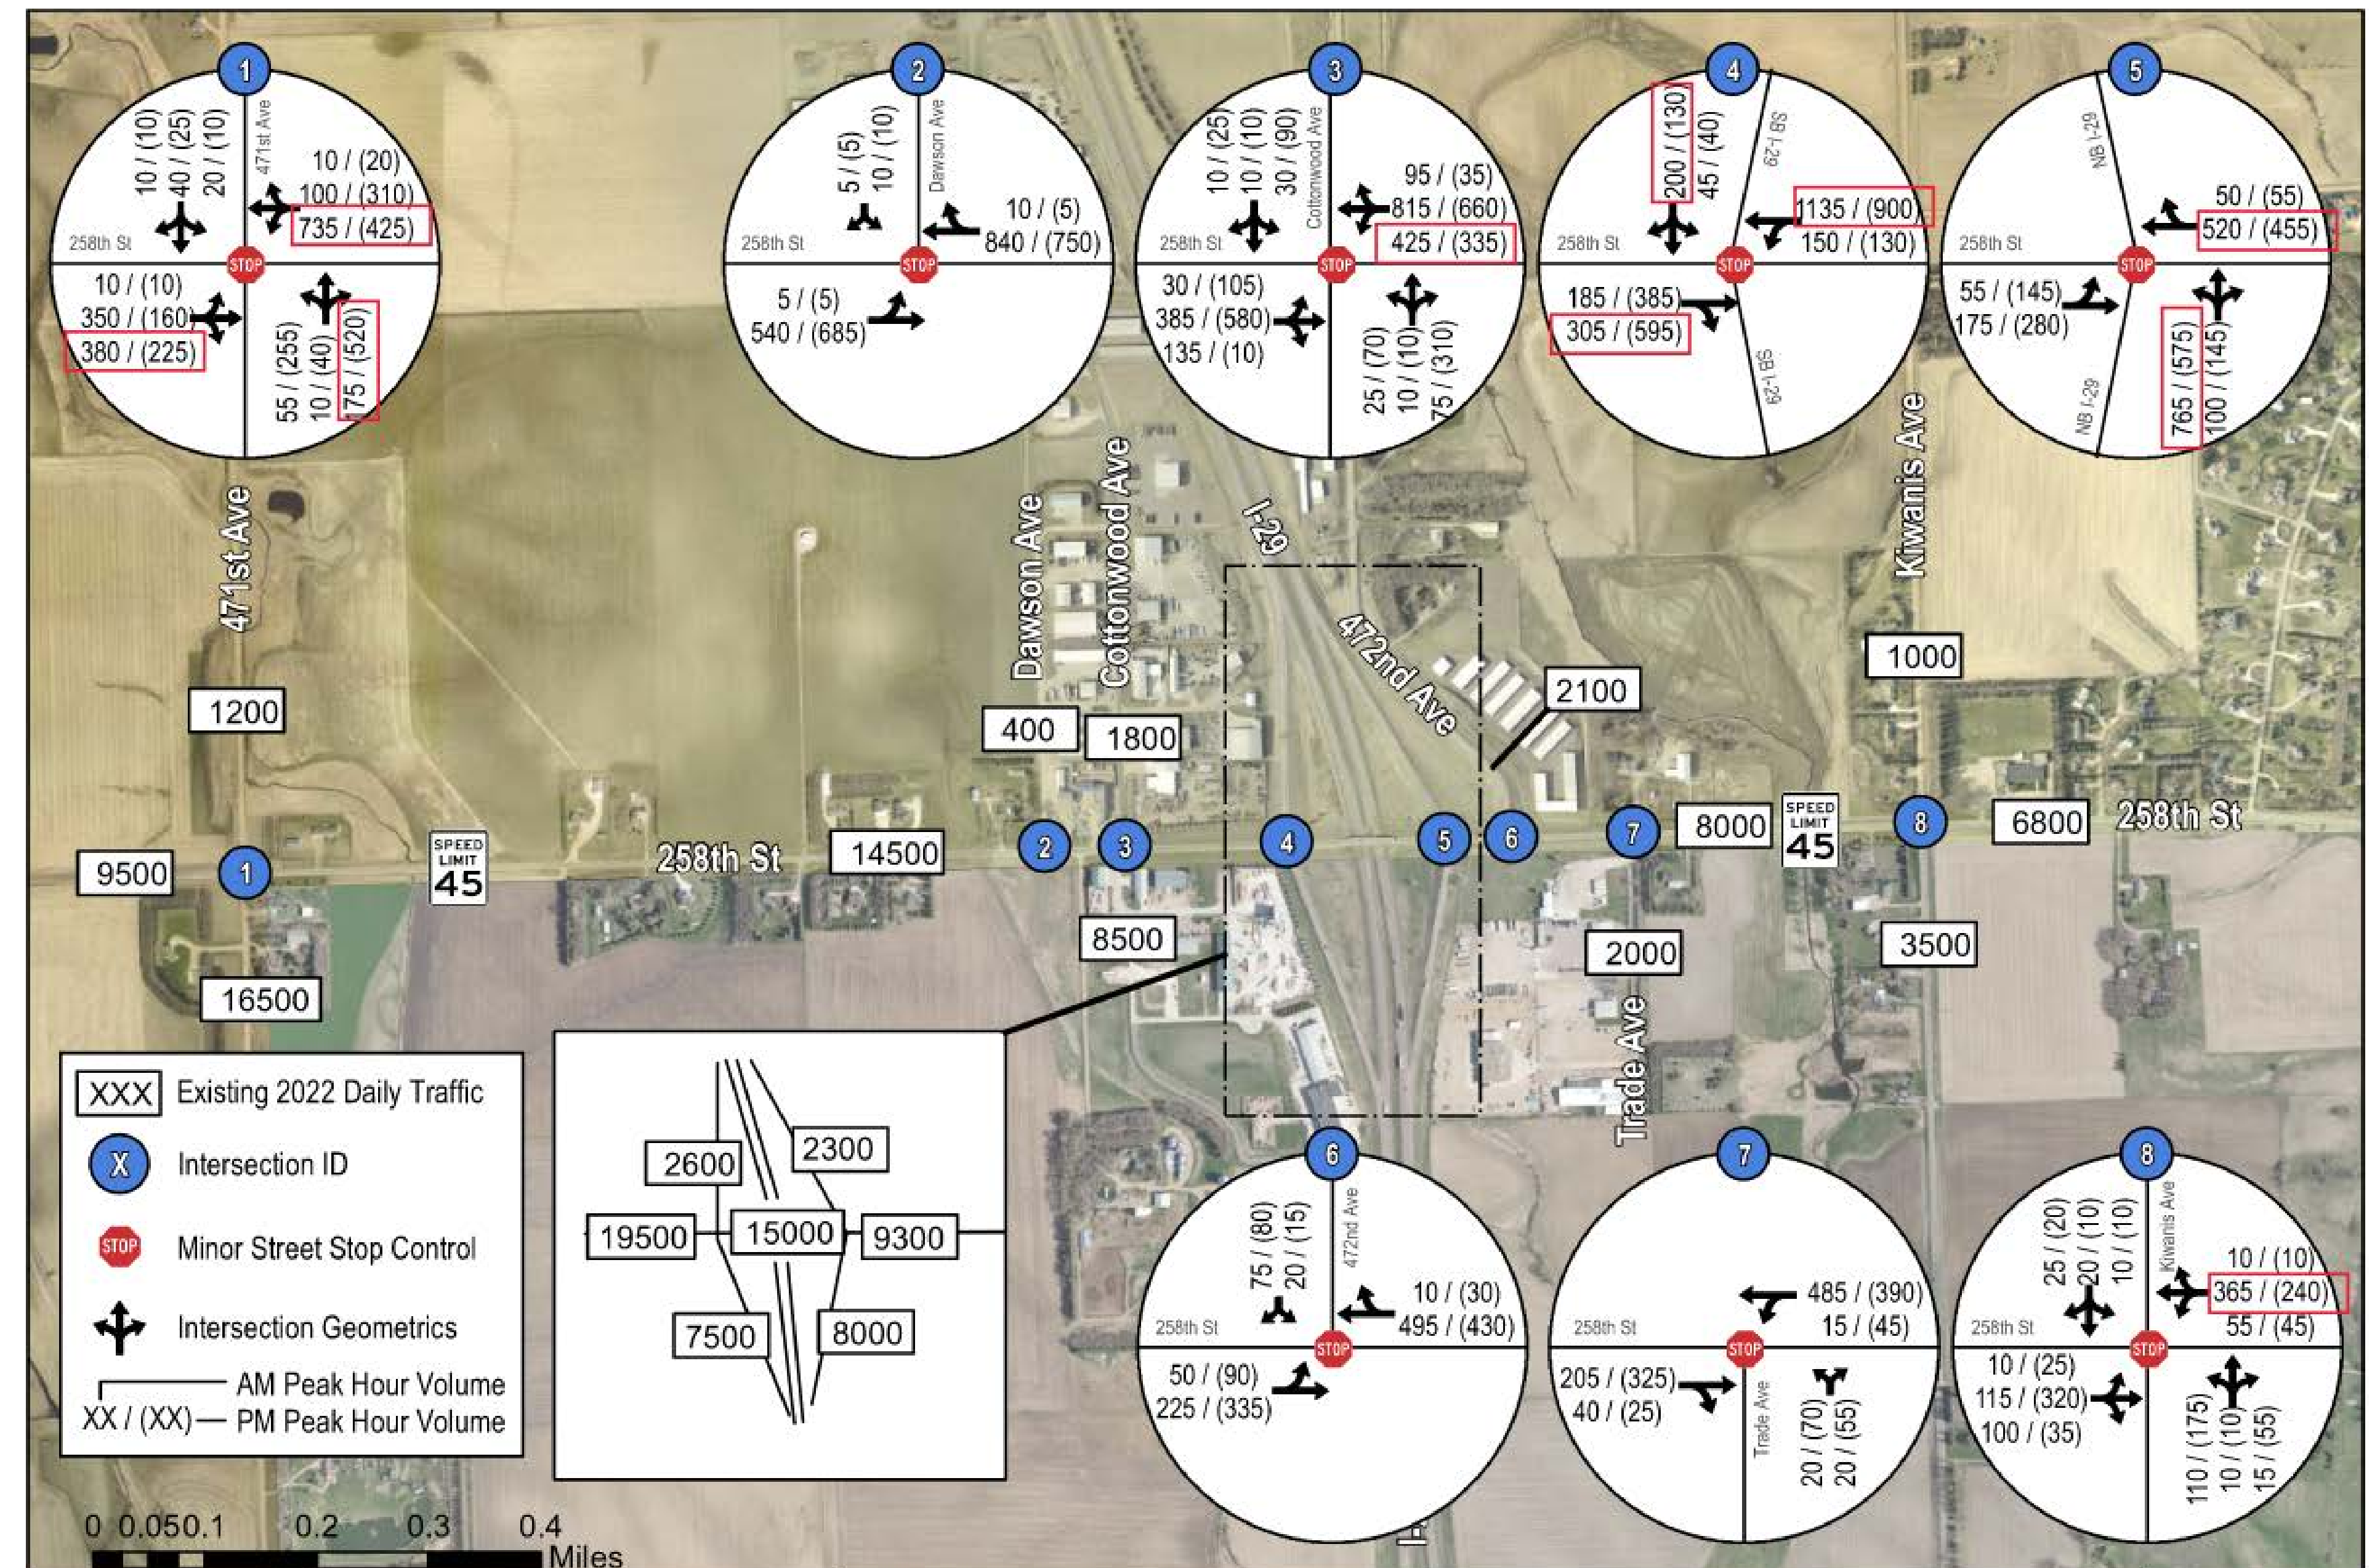 1
10 / (10)
40 / (25)
20 / (10)
471st Ave
10 / (20)
100 / (310)
735 / (425)
258th St
STOP
10 / (10)
350 / (160)
380 / (225)
55 / (255)
10 / (40)
175 / (520)
2
5 / (5)
10 / (10)
Dawson Ave
10 / (5)
840 / (750)
258th St
STOP
5 / (5)
540 / (685)
3
10 / (25)
10 / (10)
30 / (90)
Cottonwood Ave
95 / (35)
815 / (660)
425 / (335)
258th St
STOP
30 / (105)
385 / (580)
135 / (10)
25 / (70)
10 / (10)
75 / (310)
4
200 / (130)
45 / (40)
SB I-29
1135 / (900)
150 / (130)
258th St
STOP
185 / (385)
305 / (595)
SB I-29
5
NB I-29
50 / (55)
520 / (455)
258th St
STOP
55 / (145)
175 / (280)
NB I-29
765 / (575)
100 / (145)
471st Ave
Dawson Ave
Cottonwood Ave
I-29
472nd Ave
Kiwanis Ave
1200
400
1800
2100
1000
9500
1
SPEED
LIMIT
45
258th St
14500
2
3
4
5
6
7
8000
SPEED
LIMIT
45
8
6800
258th St
16500
8500
2000
3500
Trade Ave
XXX Existing 2022 Daily Traffic
X Intersection ID
STOP Minor Street Stop Control
Intersection Geometrics
AM Peak Hour Volume
XX / (XX) PM Peak Hour Volume
2600
2300
19500
15000
9300
7500
8000
6
75 / (80)
20 / (15)
472nd Ave
10 / (30)
495 / (430)
258th St
STOP
50 / (90)
225 / (335)
7
485 / (390)
15 / (45)
258th St
STOP
205 / (325)
40 / (25)
Trade Ave
20 / (70)
20 / (55)
8
25 / (20)
20 / (10)
10 / (10)
Kiwanis Ave
10 / (10)
365 / (240)
55 / (45)
258th St
STOP
10 / (25)
115 / (320)
100 / (35)
110 / (175)
10 / (10)
15 / (55)
0 0.05 0.1 0.2 0.3 0.4
Miles